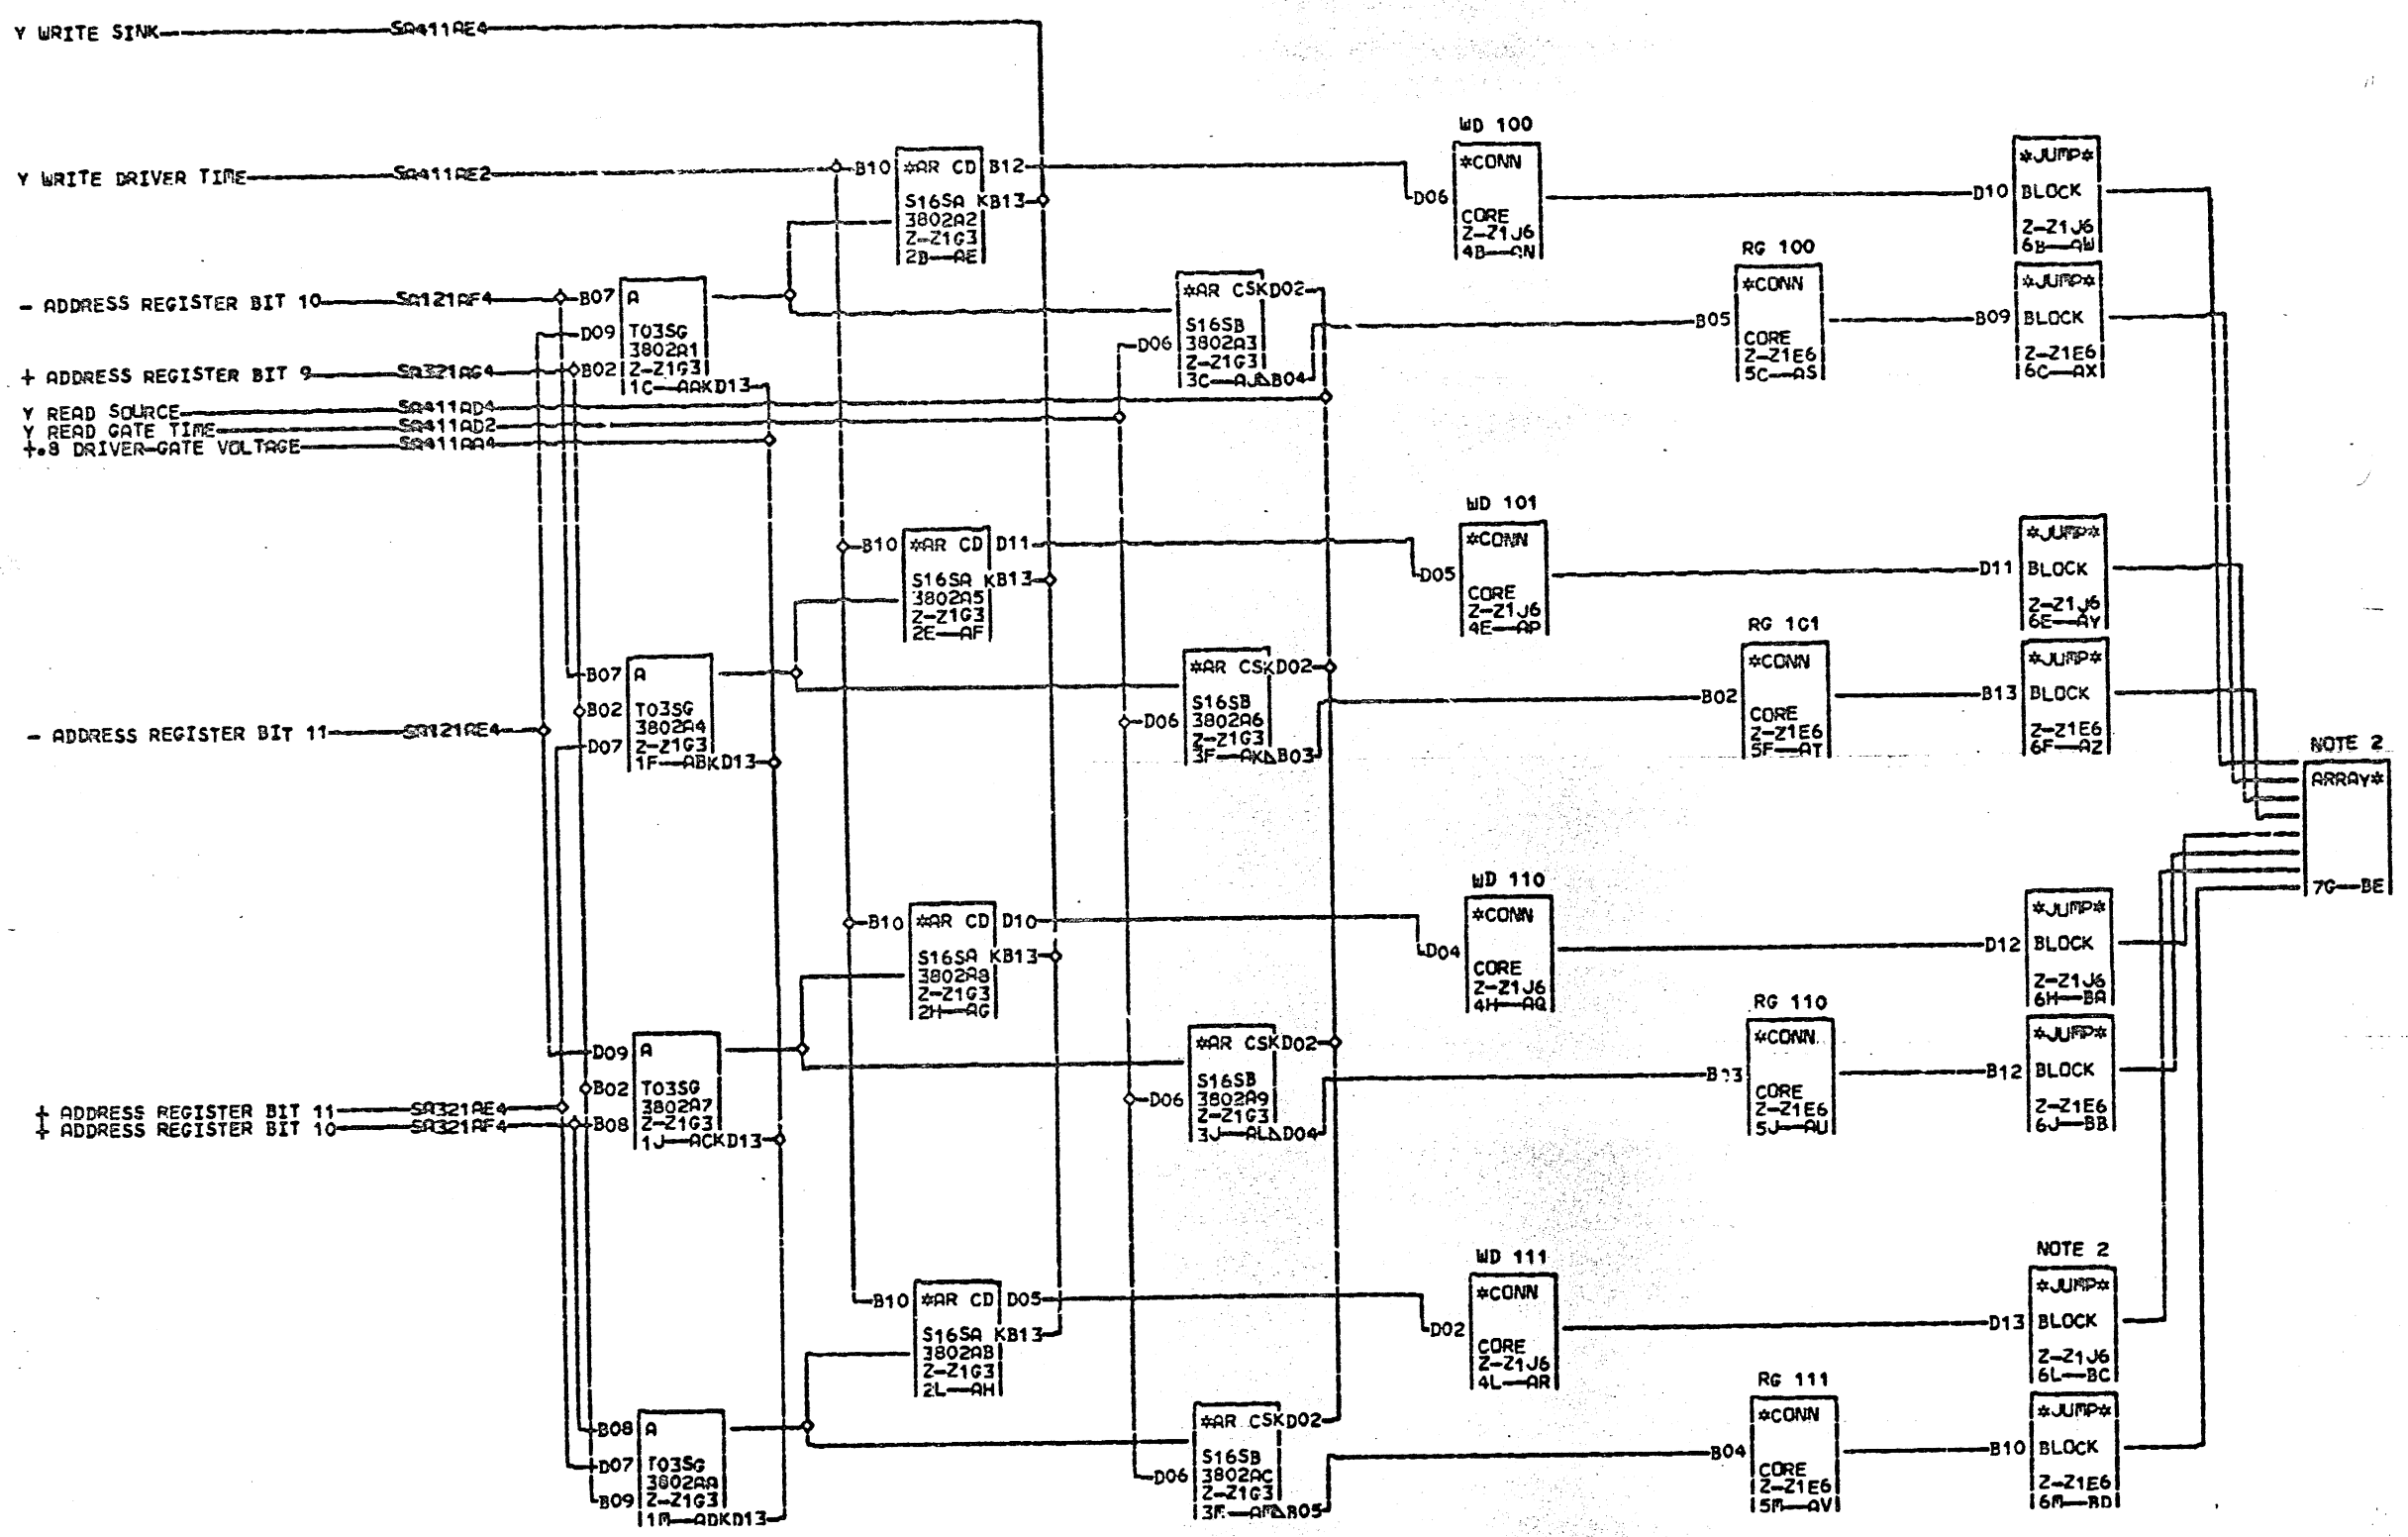 Y WRITE SINK SA411AE4
WD 100
*CONN
D06
CORE
Z-Z1J6
4B AN
*JUMP*
D10 BLOCK
Z-Z1J6
6B AW
Y WRITE DRIVER TIME SA411AE2
B10 *AR CD B12
S16SA KB13
3802A2
Z-Z1G3
2B AE
RG 100
*CONN
B05
CORE
Z-Z1E6
5C AS
*JUMP*
B09 BLOCK
Z-Z1E6
6C AX
- ADDRESS REGISTER BIT 10 SA121AF4
B07 A
D09 T03SG
3802A1
B02 Z-Z1G3
1C AAKD13
*AR CSKD02
S16SB
D06 3802A3
Z-Z1G3
3C AJ B04
+ ADDRESS REGISTER BIT 9 SA321AG4
Y READ SOURCE SA411AD4
Y READ GATE TIME SA411AD2
+.8 DRIVER-GATE VOLTAGE SA411AA4
WD 101
*CONN
D05
CORE
Z-Z1J6
4E AP
*JUMP*
D11 BLOCK
Z-Z1J6
6E AY
B10 *AR CD D11
S16SA KB13
3802A5
Z-Z1G3
2E AF
RG 101
*CONN
B02
CORE
Z-Z1E6
5F AT
*JUMP*
B13 BLOCK
Z-Z1E6
6F AZ
B07 A
B02 T03SG
3802A4
D07 Z-Z1G3
1F ABKD13
*AR CSKD02
S16SB
D06 3802A6
Z-Z1G3
3F AK B03
- ADDRESS REGISTER BIT 11 SA121AE4
NOTE 2
ARRAY*
7G BE
WD 110
*CONN
D04
CORE
Z-Z1J6
4H AQ
*JUMP*
D12 BLOCK
Z-Z1J6
6H BA
B10 *AR CD D10
S16SA KB13
3802A8
Z-Z1G3
2H AG
RG 110
*CONN
CORE
Z-Z1E6
5J AU
*JUMP*
B12 BLOCK
Z-Z1E6
6J BB
D09 A
B02 T03SG
3802A7
B08 Z-Z1G3
1J ACKD13
*AR CSKD02
S16SB
D06 3802A9
Z-Z1G3
3J AL D04
+ ADDRESS REGISTER BIT 11 SA321AE4
+ ADDRESS REGISTER BIT 10 SA321AF4
WD 111
*CONN
D02
CORE
Z-Z1J6
4L AR
NOTE 2
*JUMP*
D13 BLOCK
Z-Z1J6
6L BC
B10 *AR CD D05
S16SA KB13
3802AB
Z-Z1G3
2L AH
RG 111
*CONN
B04
CORE
Z-Z1E6
5M AV
*JUMP*
B10 BLOCK
Z-Z1E6
6M BD
B08 A
D07 T03SG
3802AA
B09 Z-Z1G3
1M ADKD13
*AR CSKD02
S16SB
D06 3802AC
Z-Z1G3
3M AM B05